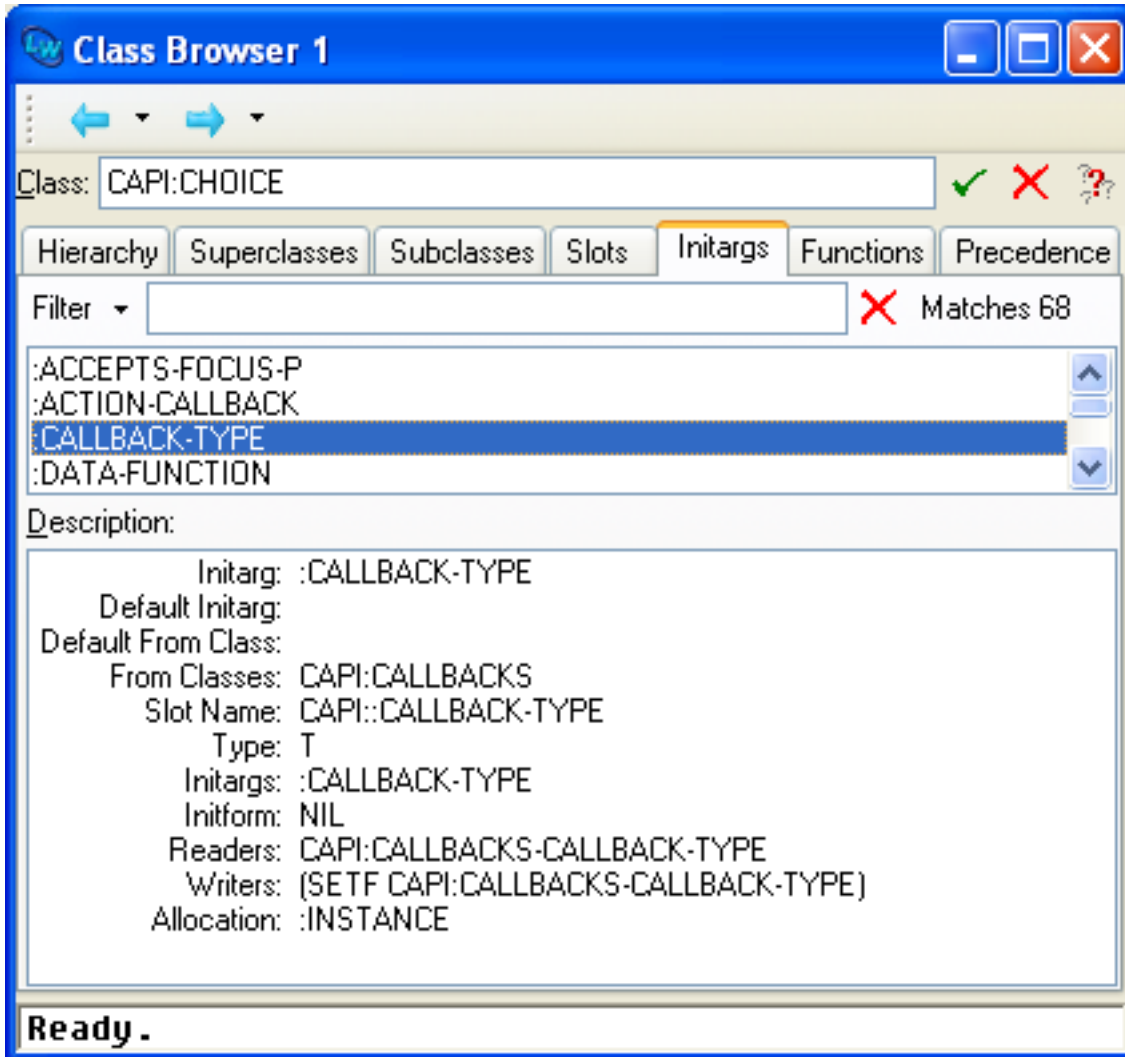 LW Class Browser 1
Class: CAPI:CHOICE ???
Hierarchy Superclasses Subclasses Slots Initargs Functions Precedence
Filter Matches 68
:ACCEPTS-FOCUS-P
:ACTION-CALLBACK
:CALLBACK-TYPE
:DATA-FUNCTION
Description:
Initarg: :CALLBACK-TYPE
Default Initarg:
Default From Class:
From Classes: CAPI:CALLBACKS
Slot Name: CAPI::CALLBACK-TYPE
Type: T
Initargs: :CALLBACK-TYPE
Initform: NIL
Readers: CAPI:CALLBACKS-CALLBACK-TYPE
Writers: (SETF CAPI:CALLBACKS-CALLBACK-TYPE)
Allocation: :INSTANCE
Ready.